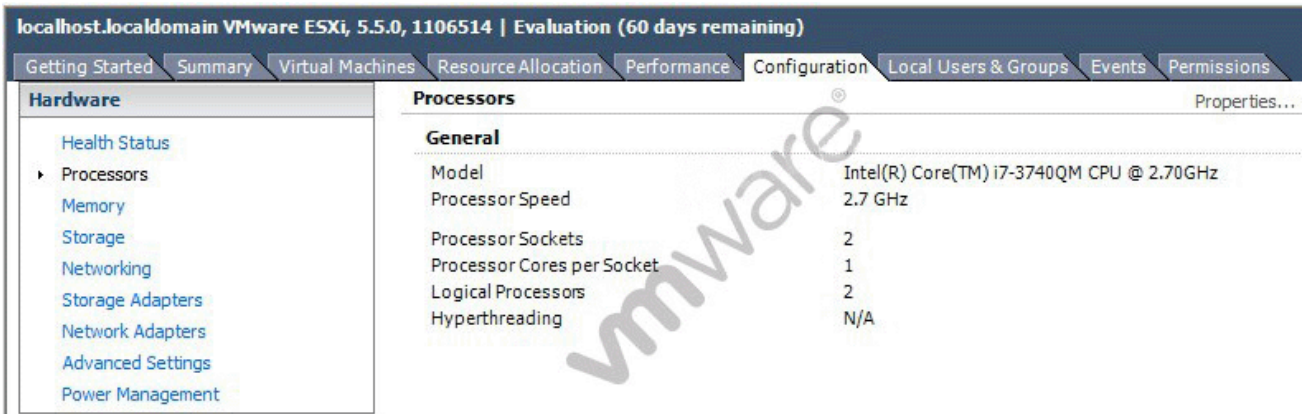 localhost.localdomain VMware ESXi, 5.5.0, 1106514 | Evaluation (60 days remaining)
Getting Started Summary Virtual Machines Resource Allocation Performance Configuration Local Users & Groups Events Permissions
Hardware
Health Status
Processors
Memory
Storage
Networking
Storage Adapters
Network Adapters
Advanced Settings
Power Management
Processors Properties...
General
Model Intel(R) Core(TM) i7-3740QM CPU @ 2.70GHz
Processor Speed 2.7 GHz
Processor Sockets 2
Processor Cores per Socket 1
Logical Processors 2
Hyperthreading N/A
vmware®